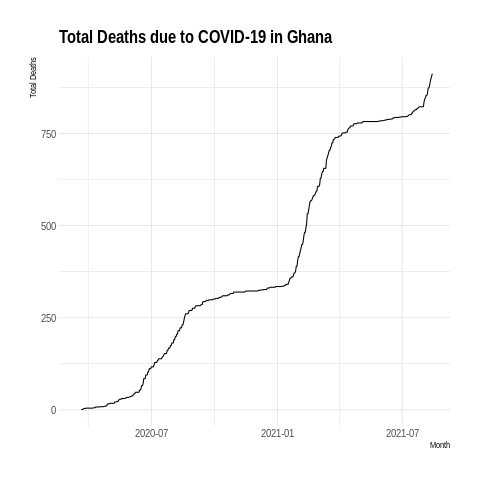 Total Deaths due to COVID-19 in Ghana
Total Deaths
750
500
250
0
2020-07
2021-01
2021-07
Month